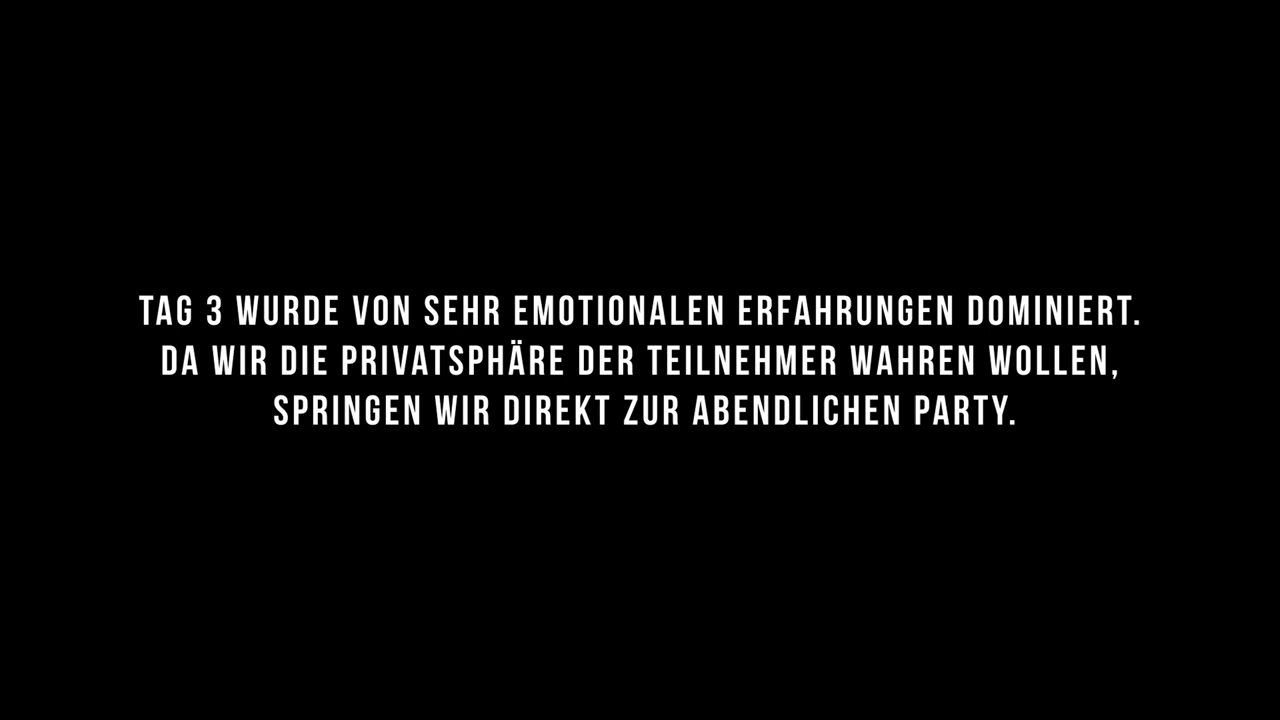 TAG 3 WURDE VON SEHR EMOTIONALEN ERFAHRUNGEN DOMINIERT.
DA WIR DIE PRIVATSPHÄRE DER TEILNEHMER WAHREN WOLLEN,
SPRINGEN WIR DIREKT ZUR ABENDLICHEN PARTY.